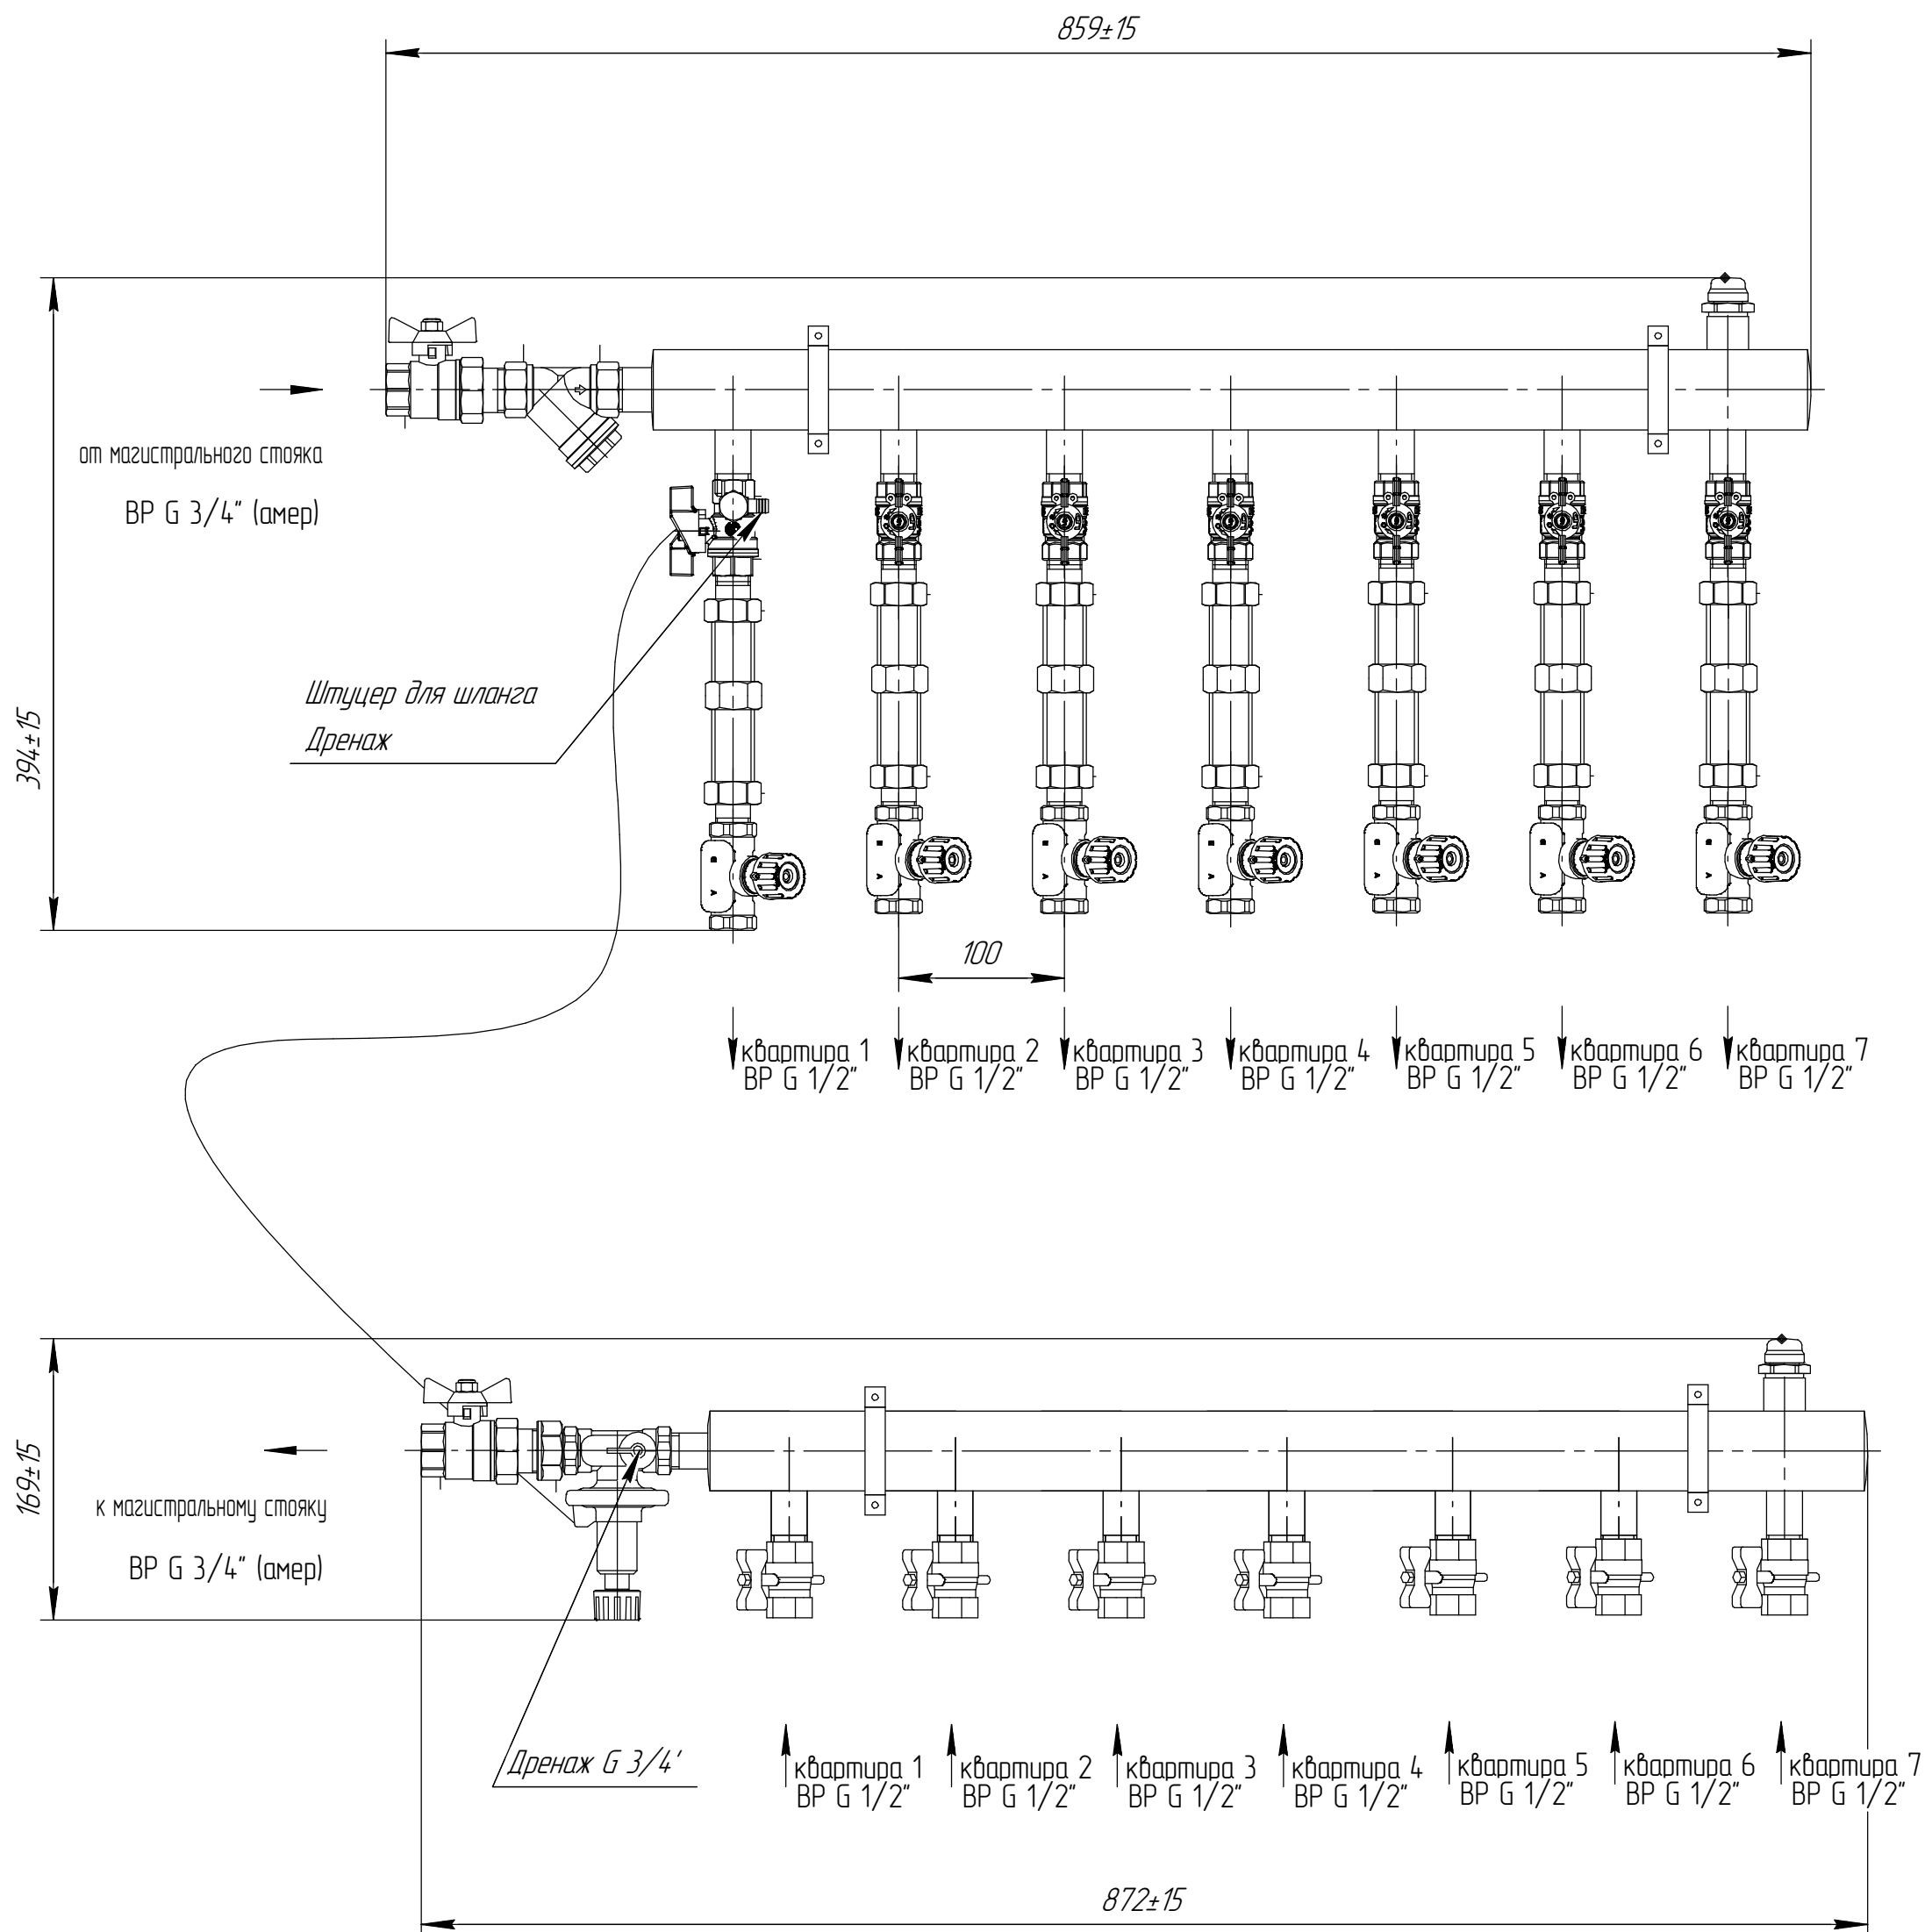 859±15
от магистрального стояка
ВР G 3/4" (амер)
394±15
Штуцер для шланга
Дренаж
100
квартира 1
ВР G 1/2"
квартира 2
ВР G 1/2"
квартира 3
ВР G 1/2"
квартира 4
ВР G 1/2"
квартира 5
ВР G 1/2"
квартира 6
ВР G 1/2"
квартира 7
ВР G 1/2"
169±15
к магистральному стояку
ВР G 3/4" (амер)
Дренаж G 3/4'
квартира 1
ВР G 1/2"
квартира 2
ВР G 1/2"
квартира 3
ВР G 1/2"
квартира 4
ВР G 1/2"
квартира 5
ВР G 1/2"
квартира 6
ВР G 1/2"
квартира 7
ВР G 1/2"
872±15